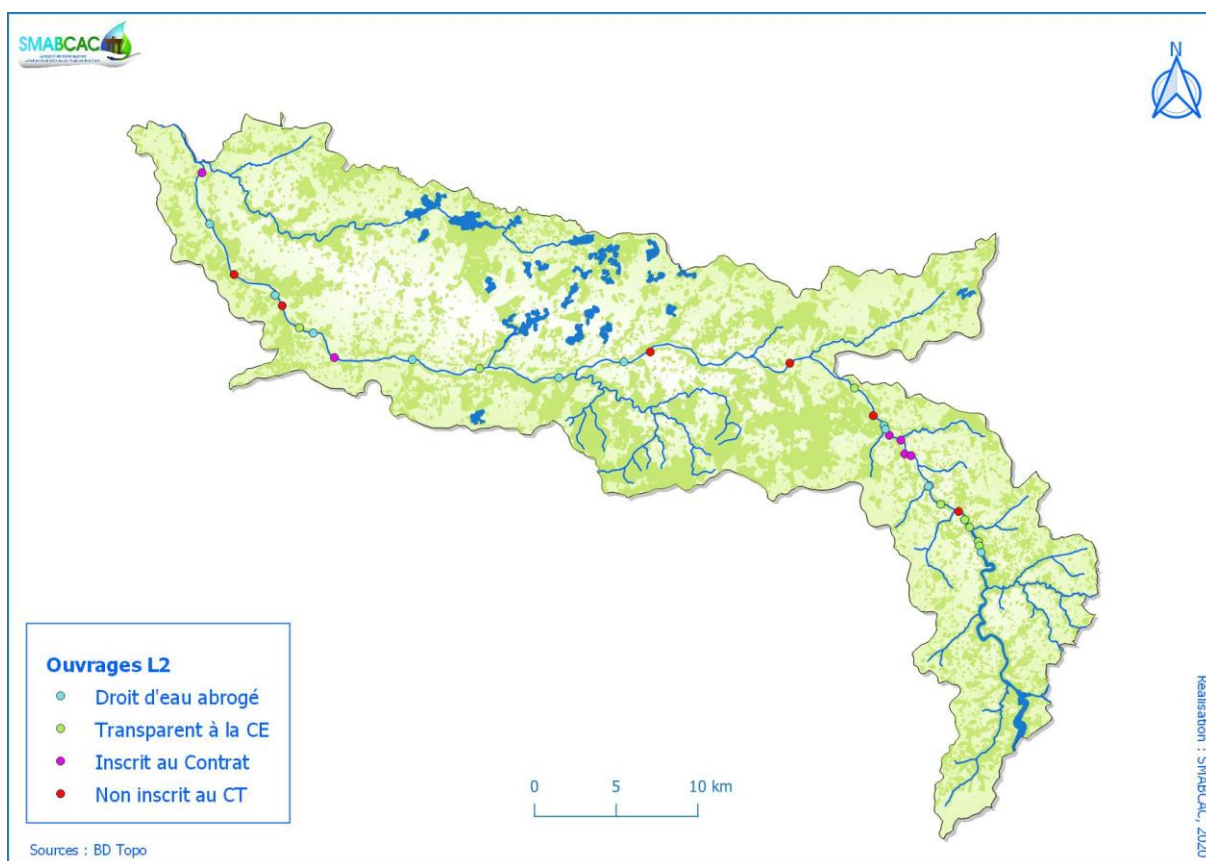 SMABCAC
N
Ouvrages L2
Droit d'eau abrogé
Transparent à la CE
Inscrit au Contrat
Non inscrit au CT
0 5 10 km
Sources : BD Topo
Réalisation : SMABCAC, 2020